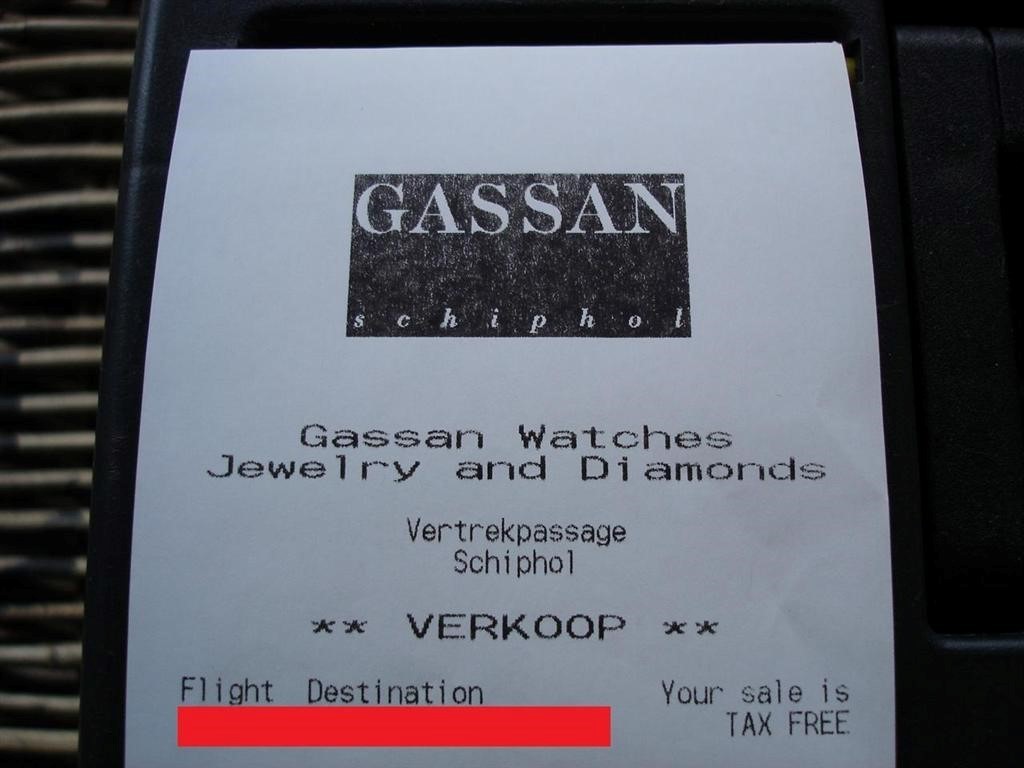 GASSAN
schiphol
Gassan Watches
Jewelry and Diamonds
Vertrekpassage
Schiphol
** VERKOOP **
Flight Destination Your sale is
TAX FREE